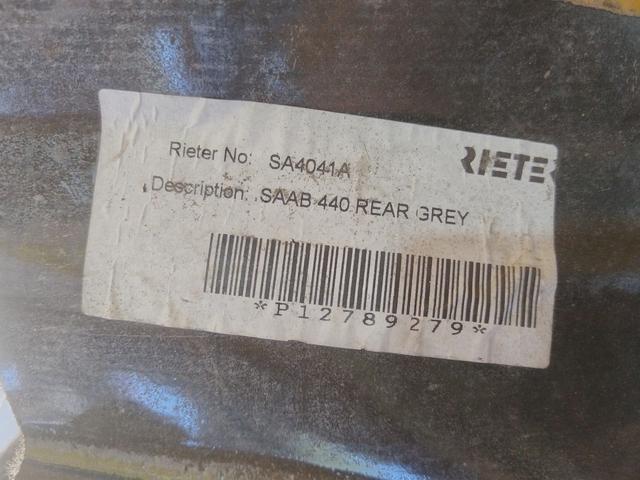 RIETER
Rieter No: SA4041A
Description: SAAB 440 REAR GREY
*P12789279*